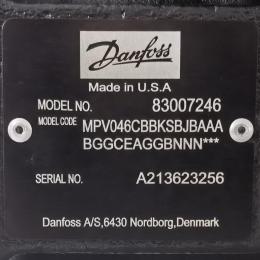 Danfoss
Made in U.S.A
MODEL NO. 83007246
MODEL CODE MPV046CBBKSBJBAAA
BGGCEAGGBNNN***
SERIAL NO. A213623256
Danfoss A/S,6430 Nordborg,Denmark